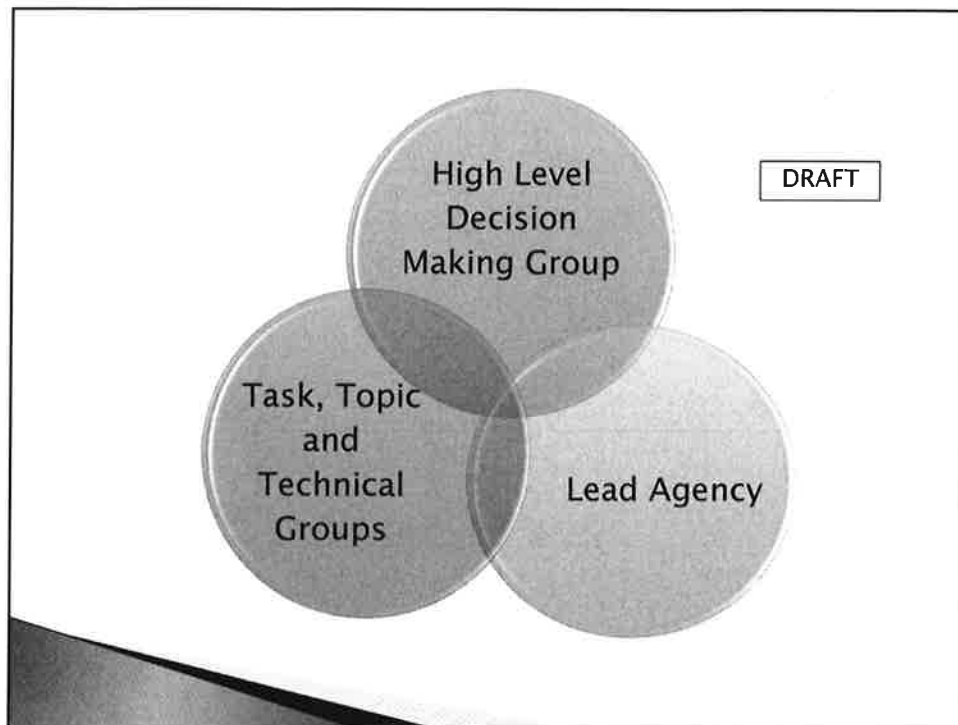 High Level
Decision
Making Group
DRAFT
Task, Topic
and
Technical
Groups
Lead Agency